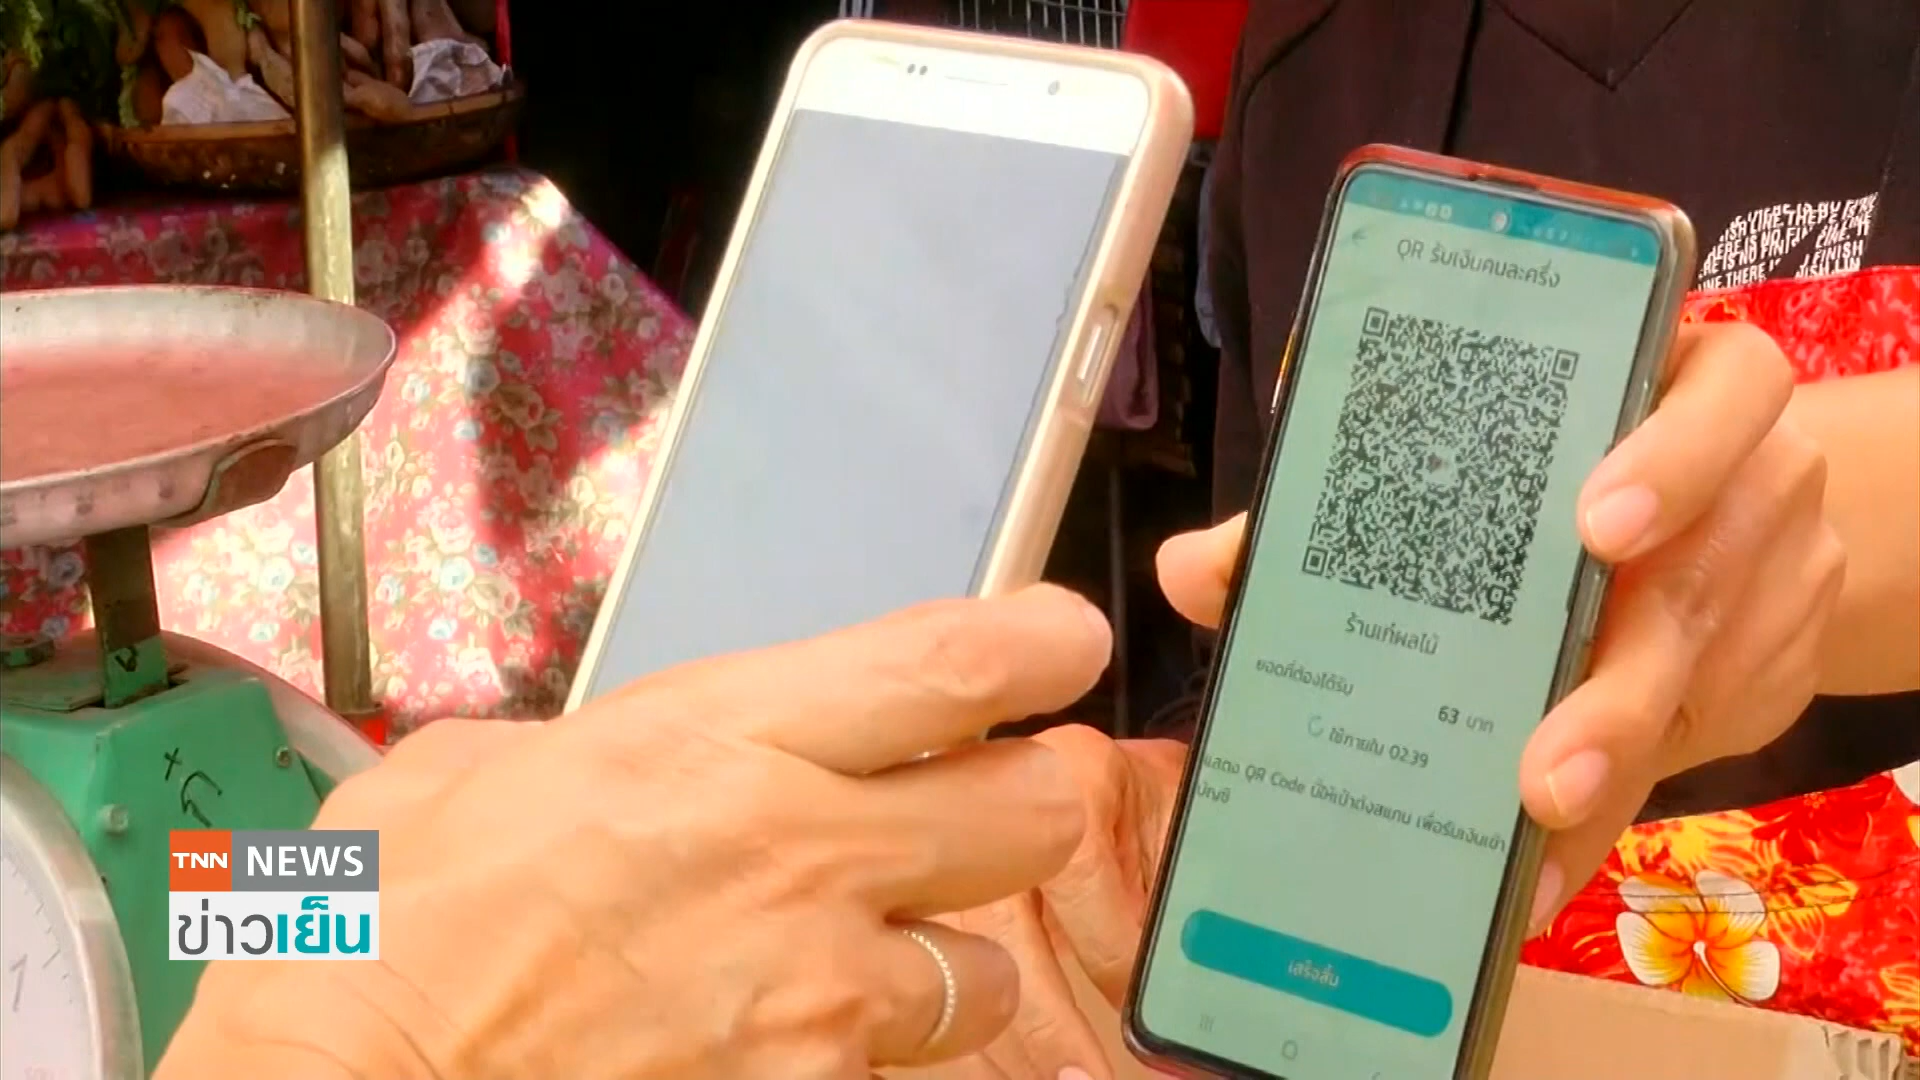 QR รับเงินคนละครึ่ง
ร้านเก๋ผลไม้
ยอดที่ต้องได้รับ
63 บาท
ใช้ภายใน 02:39
แสดง QR Code นี้ให้เป๋าตังสแกน เพื่อรับเงินเข้า
บัญชี
เสร็จสิ้น
TNN NEWS
ข่าวเย็น
1